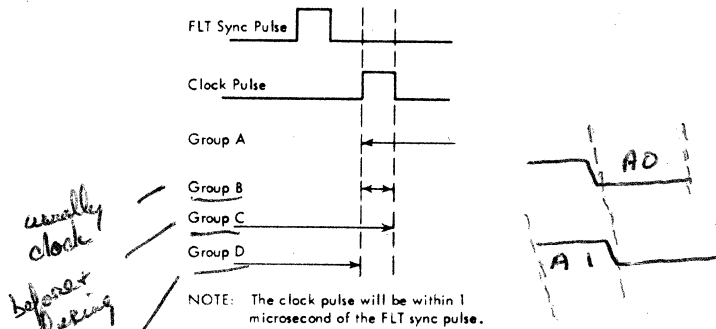 FLT Sync Pulse
Clock Pulse
Group A
Group B
Group C
Group D
NOTE: The clock pulse will be within 1
microsecond of the FLT sync pulse.
usually
clock
before +
A0
A1